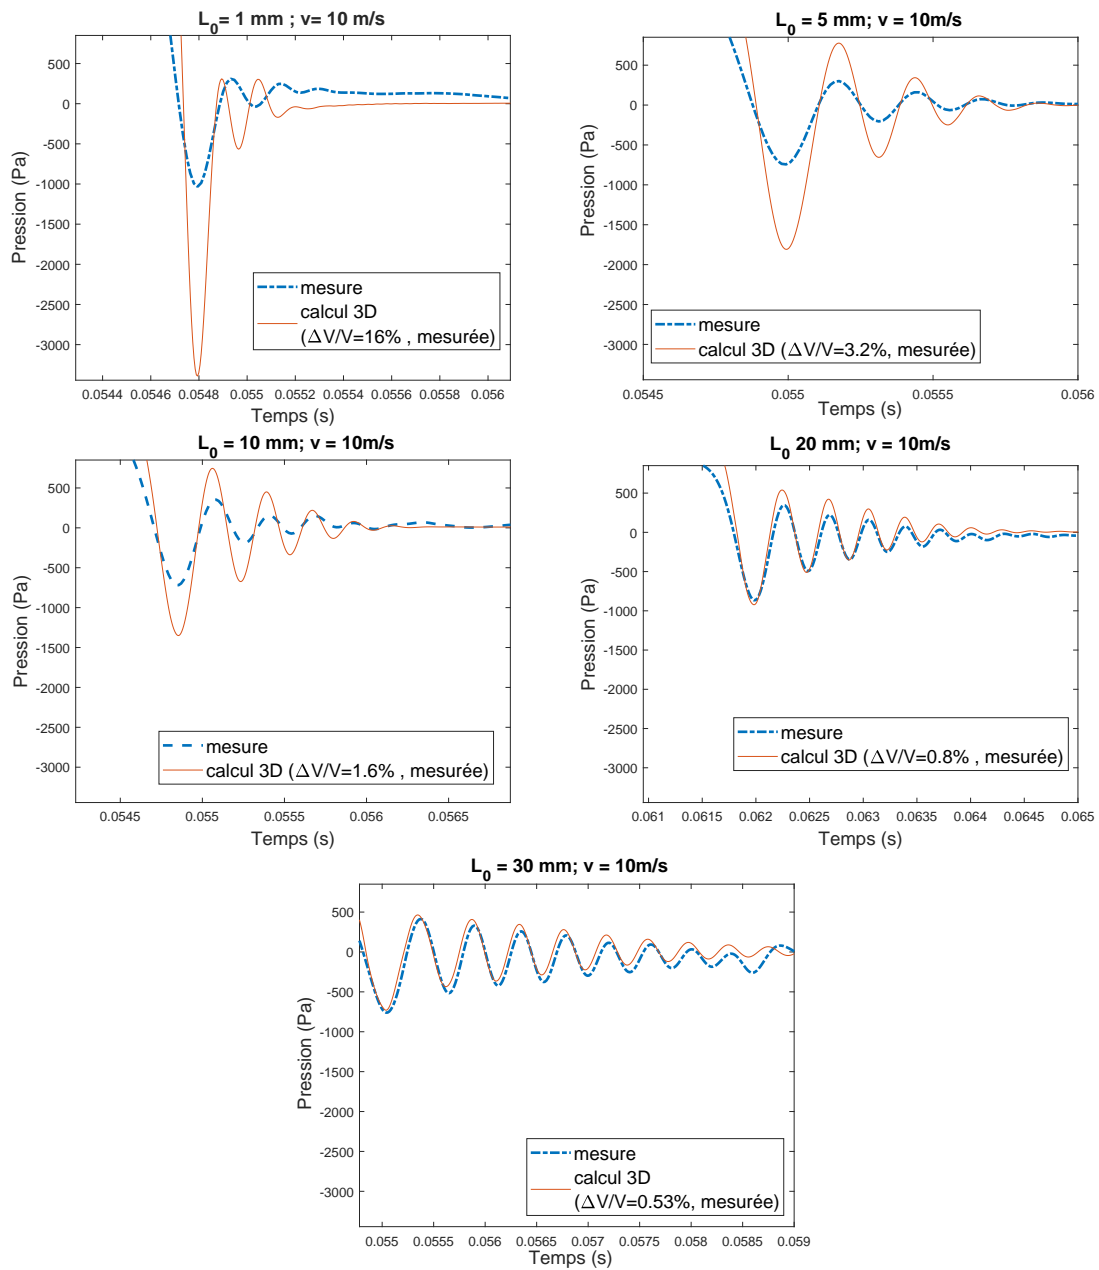 L0= 1 mm ; v= 10 m/s
500
0
-500
-1000
-1500
-2000
-2500
-3000
Pression (Pa)
mesure
calcul 3D
(ΔV/V=16% , mesurée)
0.0544 0.0546 0.0548 0.055 0.0552 0.0554 0.0556 0.0558 0.056
Temps (s)
L0 = 5 mm; v = 10m/s
500
0
-500
-1000
-1500
-2000
-2500
-3000
Pression (Pa)
mesure
calcul 3D (ΔV/V=3.2%, mesurée)
0.0545 0.055 0.0555 0.056
Temps (s)
L0 = 10 mm; v = 10m/s
500
0
-500
-1000
-1500
-2000
-2500
-3000
Pression (Pa)
mesure
calcul 3D (ΔV/V=1.6% , mesurée)
0.0545 0.055 0.0555 0.056 0.0565
Temps (s)
L0 20 mm; v = 10m/s
500
0
-500
-1000
-1500
-2000
-2500
-3000
Pression (Pa)
mesure
calcul 3D (ΔV/V=0.8% , mesurée)
0.061 0.0615 0.062 0.0625 0.063 0.0635 0.064 0.0645 0.065
Temps (s)
L0 = 30 mm; v = 10m/s
500
0
-500
-1000
-1500
-2000
-2500
-3000
Pression (Pa)
mesure
calcul 3D
(ΔV/V=0.53%, mesurée)
0.055 0.0555 0.056 0.0565 0.057 0.0575 0.058 0.0585 0.059
Temps (s)